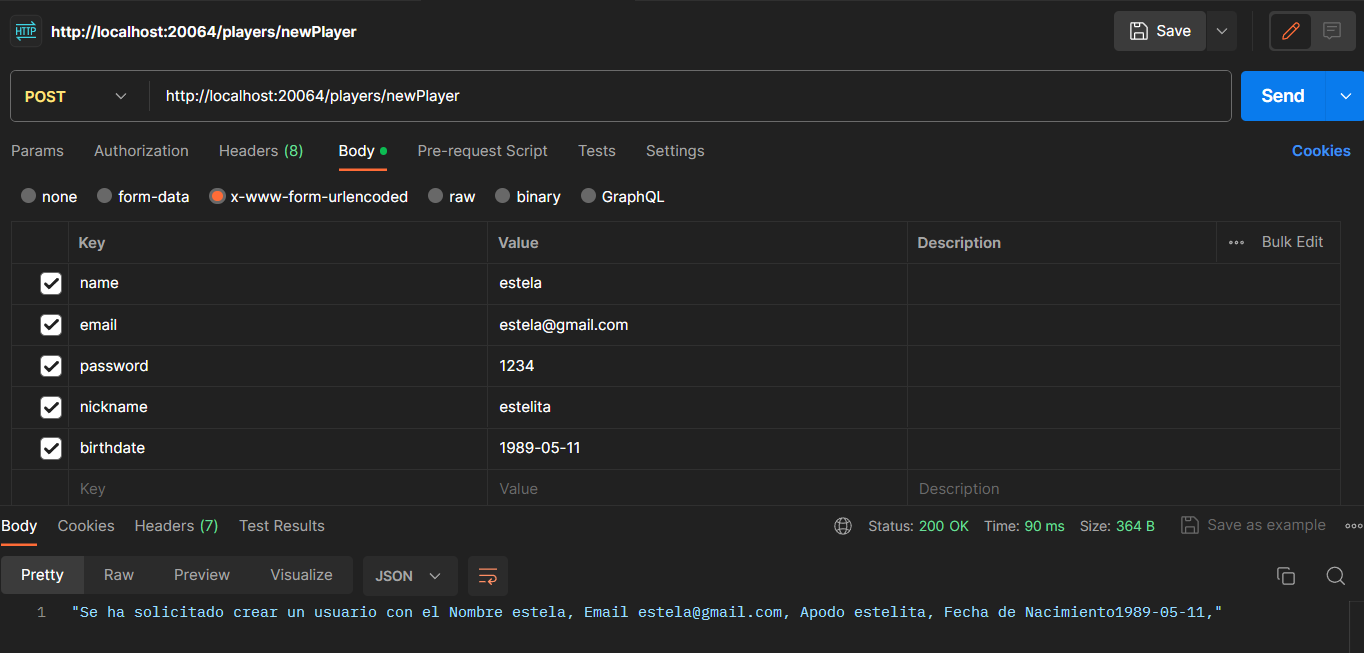 HTTP http://localhost:20064/players/newPlayer Save
POST http://localhost:20064/players/newPlayer Send
Params Authorization Headers (8) Body Pre-request Script Tests Settings Cookies
none form-data x-www-form-urlencoded raw binary GraphQL
Key Value Description ••• Bulk Edit
name estela
email estela@gmail.com
password 1234
nickname estelita
birthdate 1989-05-11
Key Value Description
Body Cookies Headers (7) Test Results Status: 200 OK Time: 90 ms Size: 364 B Save as example
Pretty Raw Preview Visualize JSON
1 "Se ha solicitado crear un usuario con el Nombre estela, Email estela@gmail.com, Apodo estelita, Fecha de Nacimiento1989-05-11,"